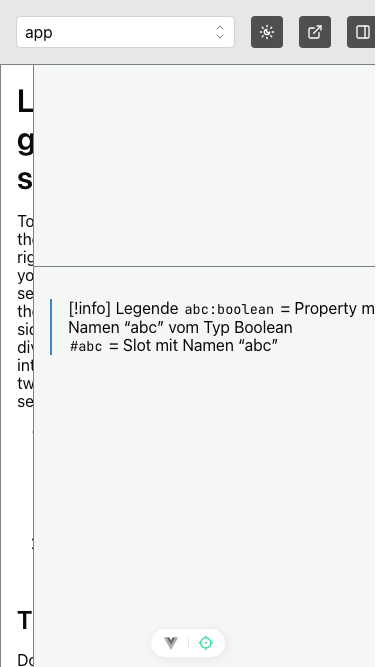 app
L
g
s
To
the
rig
yo
se
the
sid
div
int
tw
se
T
Do
[!info] Legende abc:boolean = Property m
Namen “abc” vom Typ Boolean
#abc = Slot mit Namen “abc”